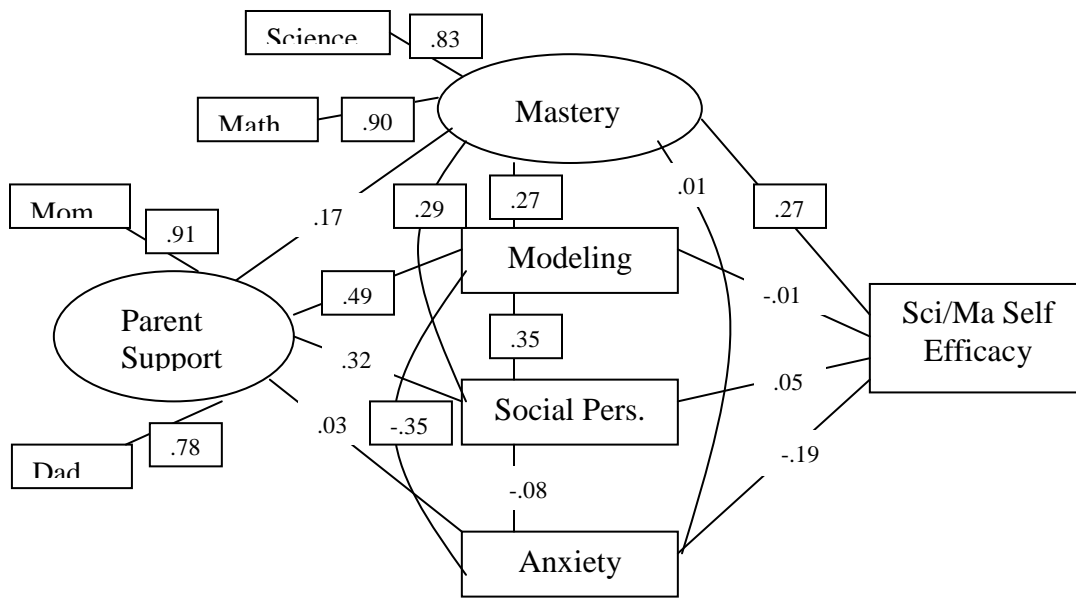 Science
.83
Mastery
Math
.90
.01
Mom
.29
.27
.27
.17
.91
Modeling
.49
-.01
Parent
Support
Sci/Ma Self
Efficacy
.35
.32
.05
Social Pers.
.03
-.35
.78
-.19
Dad
-.08
Anxiety